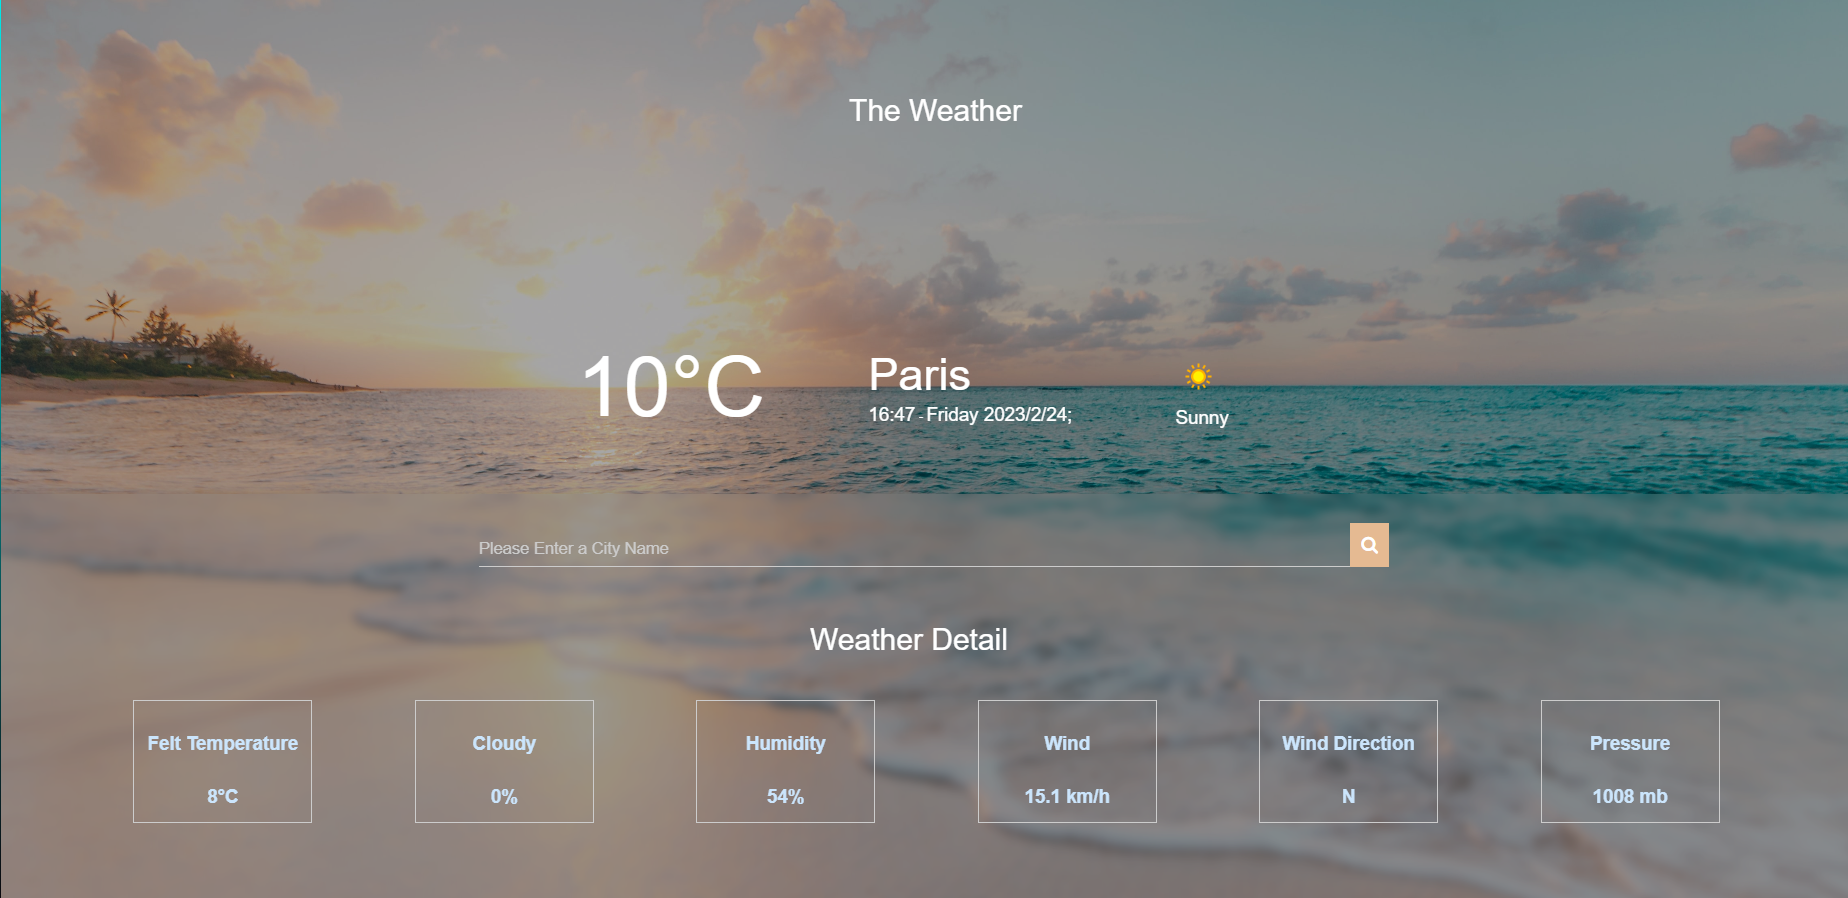 The Weather
10°C
Paris
16:47 - Friday 2023/2/24;
Sunny
Please Enter a City Name
Weather Detail
Felt Temperature
8°C
Cloudy
0%
Humidity
54%
Wind
15.1 km/h
Wind Direction
N
Pressure
1008 mb